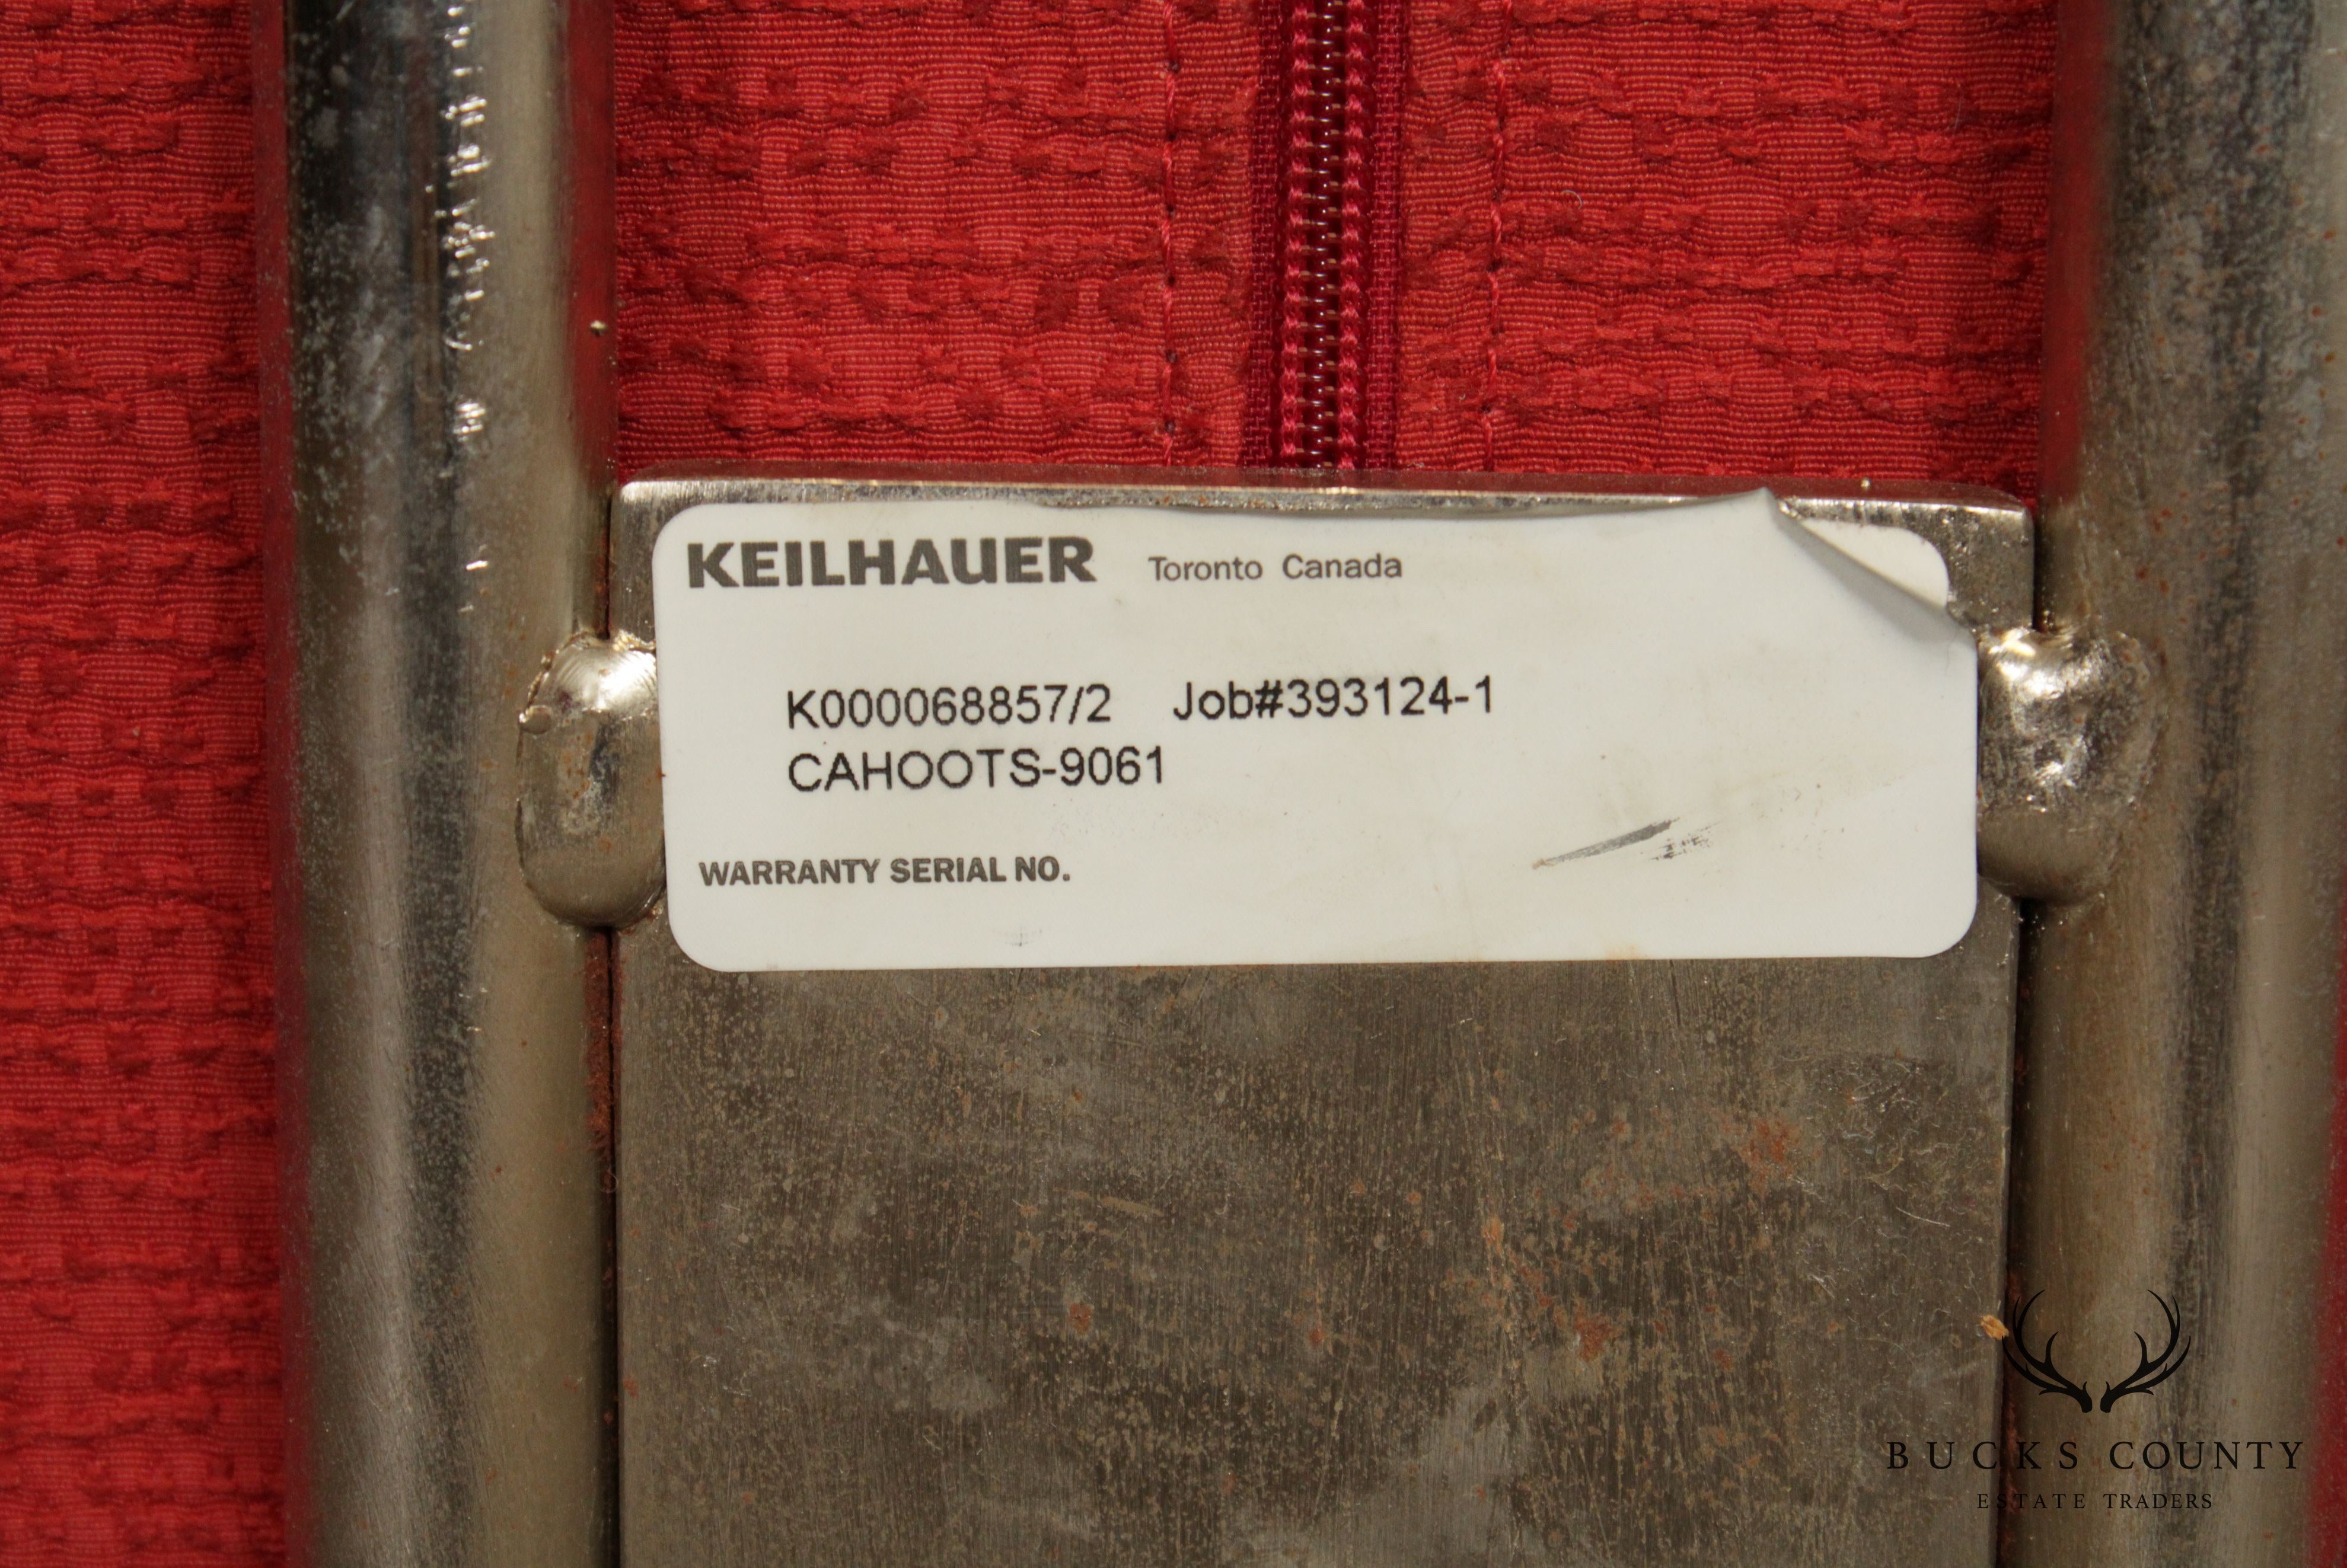 KEILHAUER Toronto Canada
K000068857/2 Job#393124-1
CAHOOTS-9061
WARRANTY SERIAL NO.
BUCKS COUNTY
ESTATE TRADERS